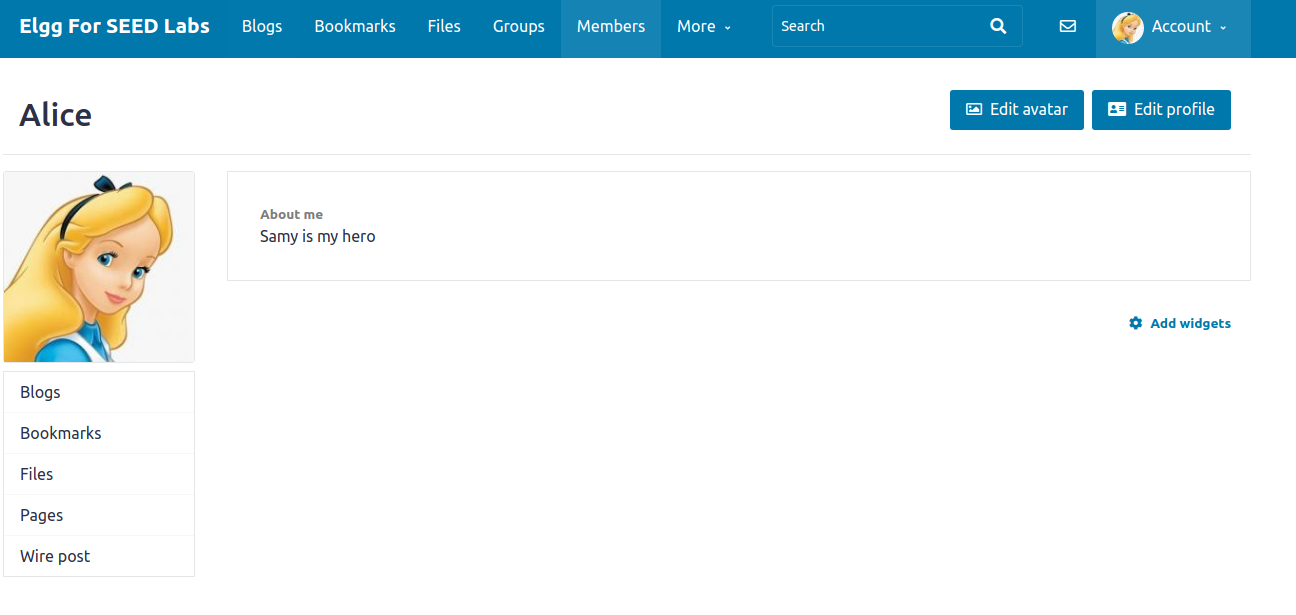 Elgg For SEED Labs Blogs Bookmarks Files Groups Members More Search Account
Alice Edit avatar Edit profile
About me
Samy is my hero
Add widgets
Blogs
Bookmarks
Files
Pages
Wire post